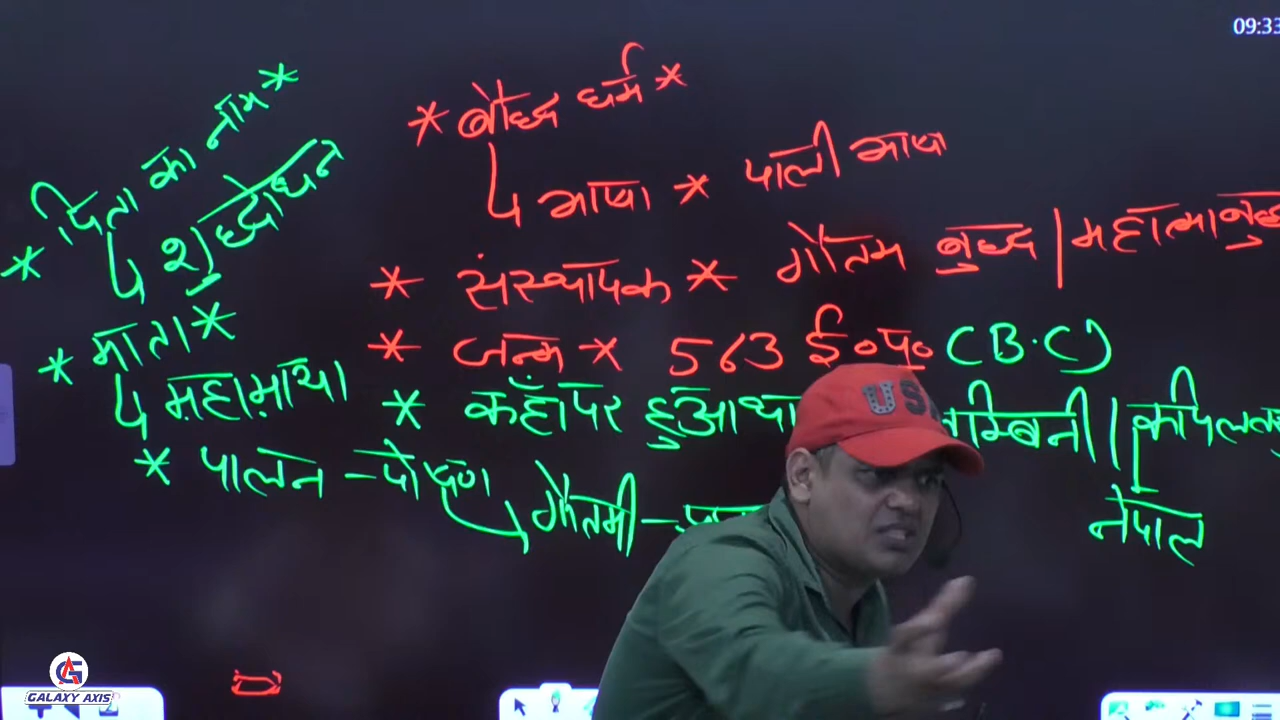 09:33
* बौद्ध धर्म *
भाषा * पाली भाषा
* संस्थापक * गौतम बुद्ध | महात्मा बुद्ध
* जन्म * 563 ई०पू० (B.C)
* कहाँ पर हुआ था
नेपाल
* पिता का नाम *
शुद्धोधन
* माता *
महामाया
* पालन-पोषण
गौतमी -
USA
GALAXY AXIS